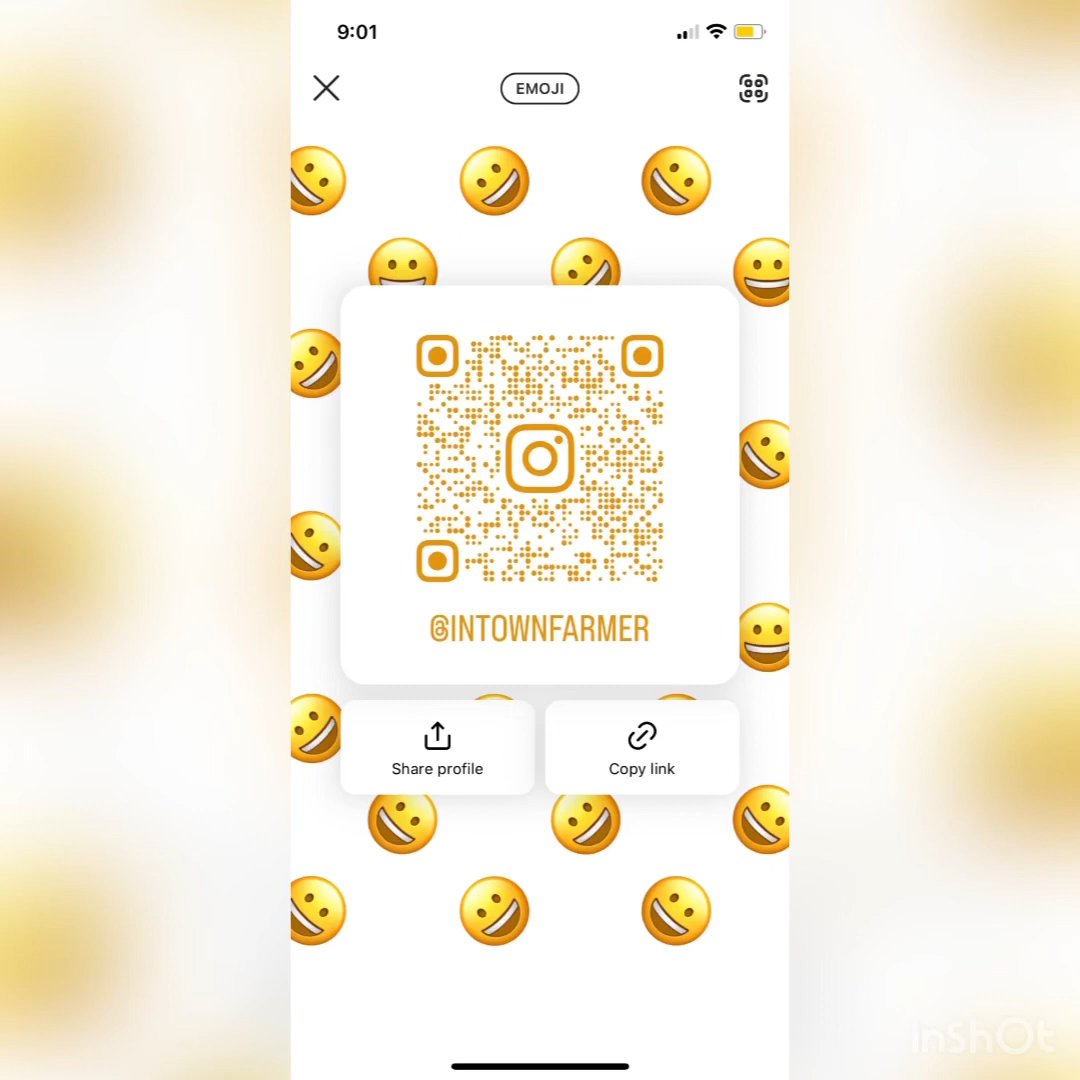 9:01
EMOJI
@INTOWNFARMER
Share profile
Copy link
InShOt